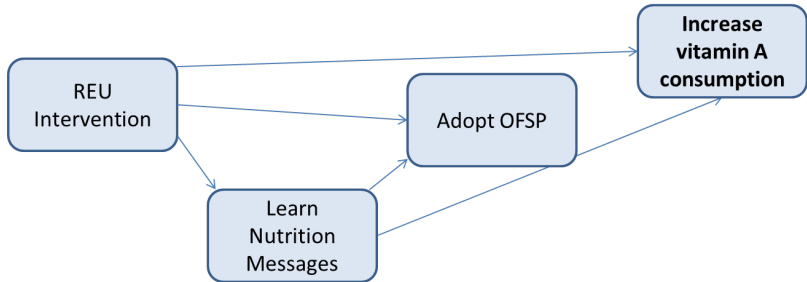 REU
Intervention
Learn
Nutrition
Messages
Adopt OFSP
Increase
vitamin A
consumption